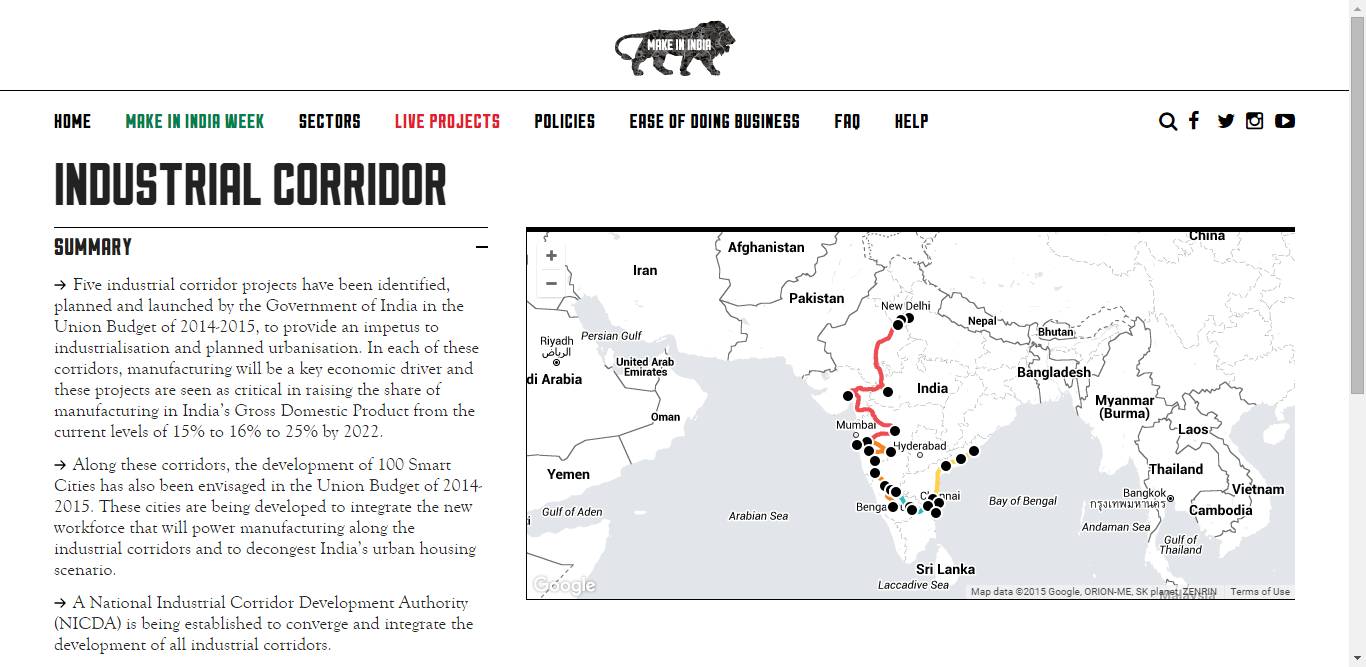 MAKE IN INDIA
HOME
MAKE IN INDIA WEEK
SECTORS
LIVE PROJECTS
POLICIES
EASE OF DOING BUSINESS
FAQ
HELP
INDUSTRIAL CORRIDOR
SUMMARY
→ Five industrial corridor projects have been identified,
planned and launched by the Government of India in the
Union Budget of 2014-2015, to provide an impetus to
industrialisation and planned urbanisation. In each of these
corridors, manufacturing will be a key economic driver and
these projects are seen as critical in raising the share of
manufacturing in India's Gross Domestic Product from the
current levels of 15% to 16% to 25% by 2022.
→ Along these corridors, the development of 100 Smart
Cities has also been envisaged in the Union Budget of 2014-
2015. These cities are being developed to integrate the new
workforce that will power manufacturing along the
industrial corridors and to decongest India's urban housing
scenario.
→ A National Industrial Corridor Development Authority
(NICDA) is being established to converge and integrate the
development of all industrial corridors.
China
Afghanistan
Iran
Pakistan
New Delhi
Nepal
Bhutan
Persian Gulf
Riyadh
الرياض
United Arab
Emirates
di Arabia
Bangladesh
India
Myanmar
(Burma)
Oman
Mumbai
Laos
Hyderabad
Yemen
Thailand
Vietnam
Bangkok
กรุงเทพมหานคร
Bay of Bengal
Gulf of Aden
Arabian Sea
Cambodia
Andaman Sea
Gulf of
Thailand
Sri Lanka
Laccadive Sea
Malaysia
Google
Map data ©2015 Google, ORION-ME, SK planet, ZENRIN
Terms of Use